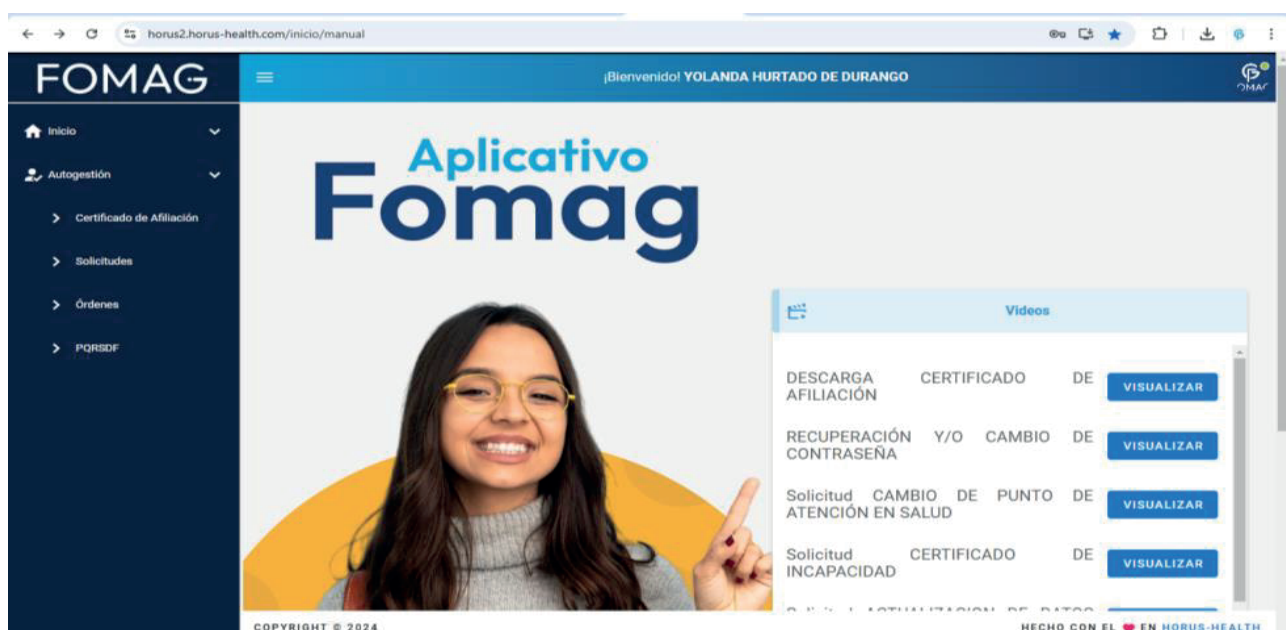 horus2.horus-health.com/inicio/manual
FOMAG
¡Bienvenido! YOLANDA HURTADO DE DURANGO
Inicio
Autogestión
Certificado de Afiliación
Solicitudes
Órdenes
PQRSDF
Aplicativo
Fomag
Videos
DESCARGA CERTIFICADO DE
AFILIACIÓN
VISUALIZAR
RECUPERACIÓN Y/O CAMBIO DE
CONTRASEÑA
VISUALIZAR
Solicitud CAMBIO DE PUNTO DE
ATENCIÓN EN SALUD
VISUALIZAR
Solicitud CERTIFICADO DE
INCAPACIDAD
VISUALIZAR
COPYRIGHT © 2024
HECHO CON EL EN HORUS-HEALTH